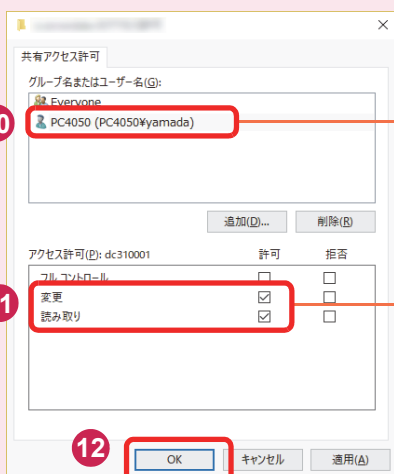 ×
共有アクセス許可
グループ名またはユーザー名(G):
Everyone
0
PC4050 (PC4050¥yamada)
追加(D)...
削除(R)
アクセス許可(P): dc310001
許可
拒否
フル コントロール
1
変更
読み取り
12
OK
キャンセル
適用(A)